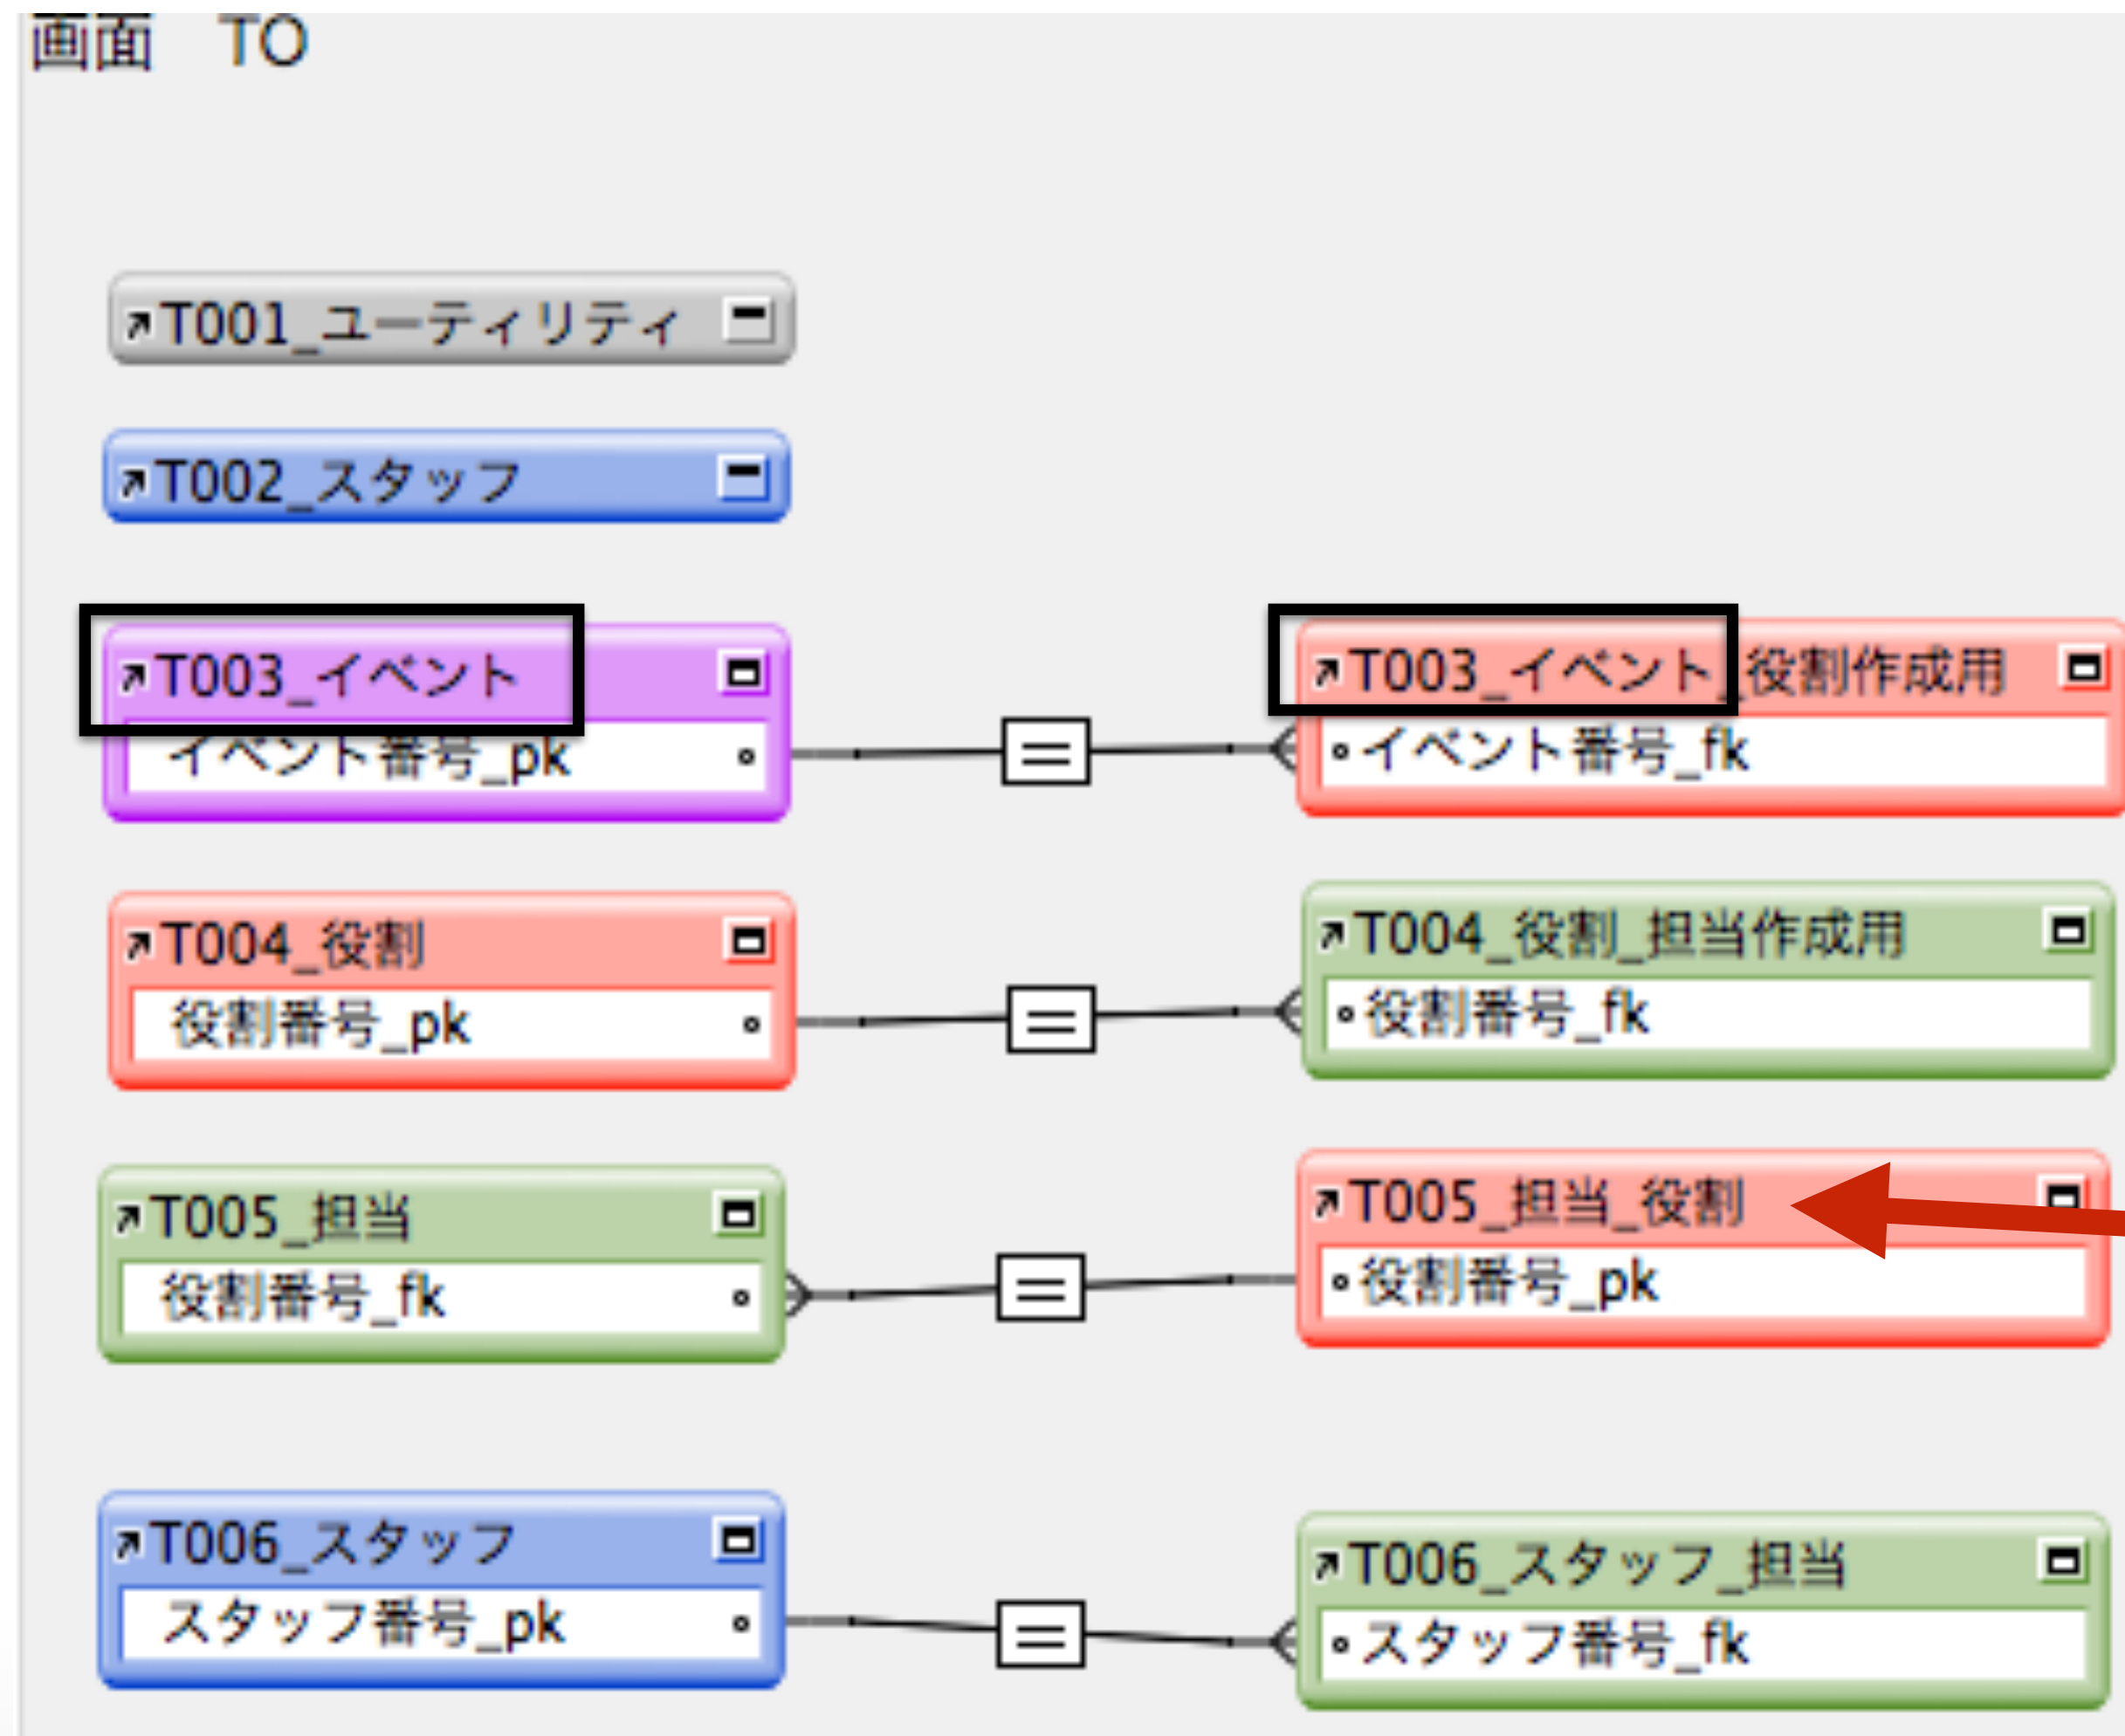 画面 TO
T001_ユーティリティ
T002_スタッフ
T003_イベント
イベント番号_pk
T003_イベント_役割作成用
イベント番号_fk
T004_役割
役割番号_pk
T004_役割_担当作成用
役割番号_fk
T005_担当
役割番号_fk
T005_担当_役割
役割番号_pk
T006_スタッフ
スタッフ番号_pk
T006_スタッフ_担当
スタッフ番号_fk